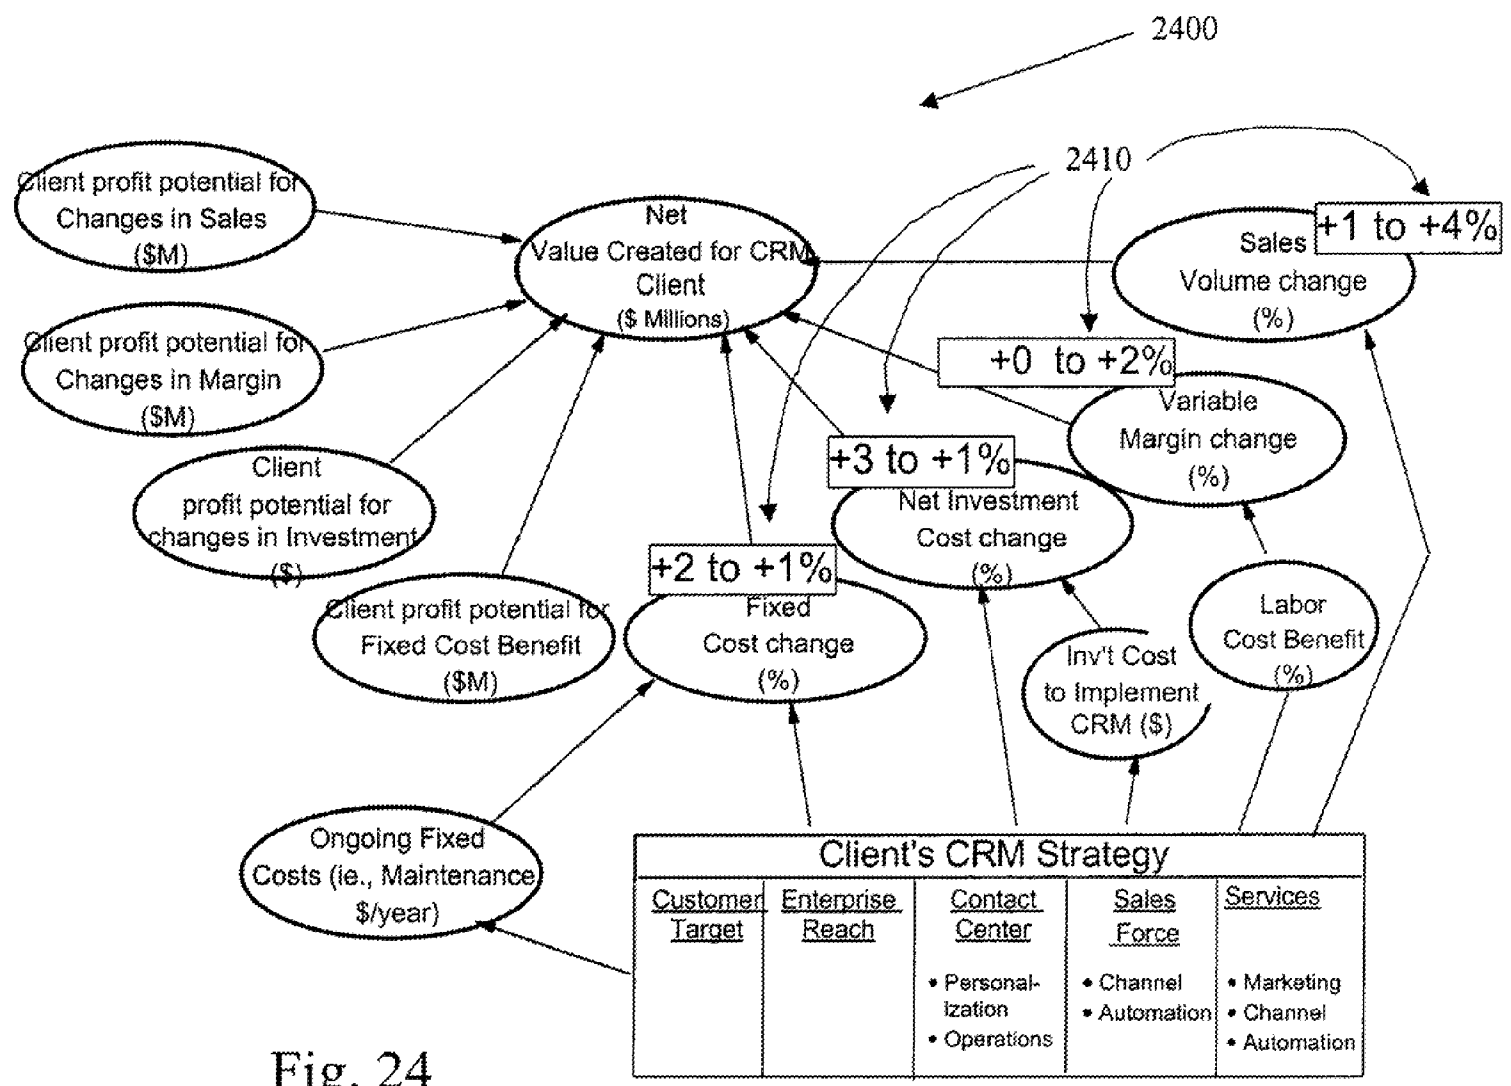 2400
2410
Client profit potential for
Changes in Sales
($M)
Net
Value Created for CRM
Client
($ Millions)
+1 to +4%
Sales
Volume change
(%)
Client profit potential for
Changes in Margin
($M)
+0 to +2%
Variable
Margin change
(%)
Client
profit potential for
changes in Investment
($)
+3 to +1%
Net Investment
Cost change
(%)
+2 to +1%
Fixed
Cost change
(%)
Client profit potential for
Fixed Cost Benefit
($M)
Labor
Cost Benefit
(%)
Inv't Cost
to Implement
CRM ($)
Ongoing Fixed
Costs (ie., Maintenance
$/year)
Client's CRM Strategy
Customer
Target
Enterprise
Reach
Contact
Center
• Personal-
ization
• Operations
Sales
Force
• Channel
• Automation
Services
• Marketing
• Channel
• Automation
Fig. 24